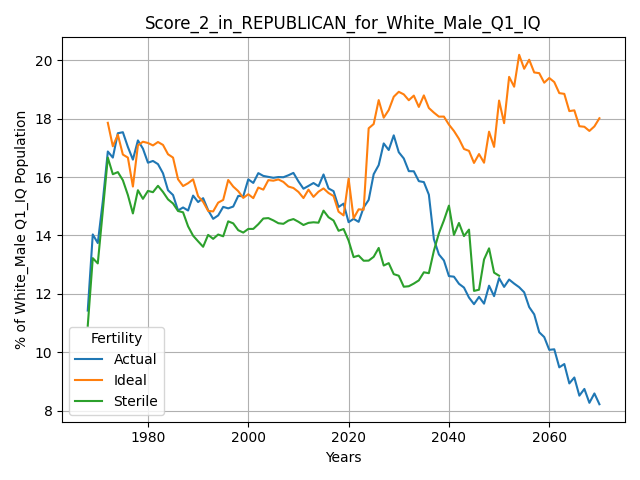 Score_2_in_REPUBLICAN_for_White_Male_Q1_IQ
% of White_Male Q1_IQ Population
20
18
16
14
12
10
8
Fertility
Actual
Ideal
Sterile
1980
2000
2020
2040
2060
Years